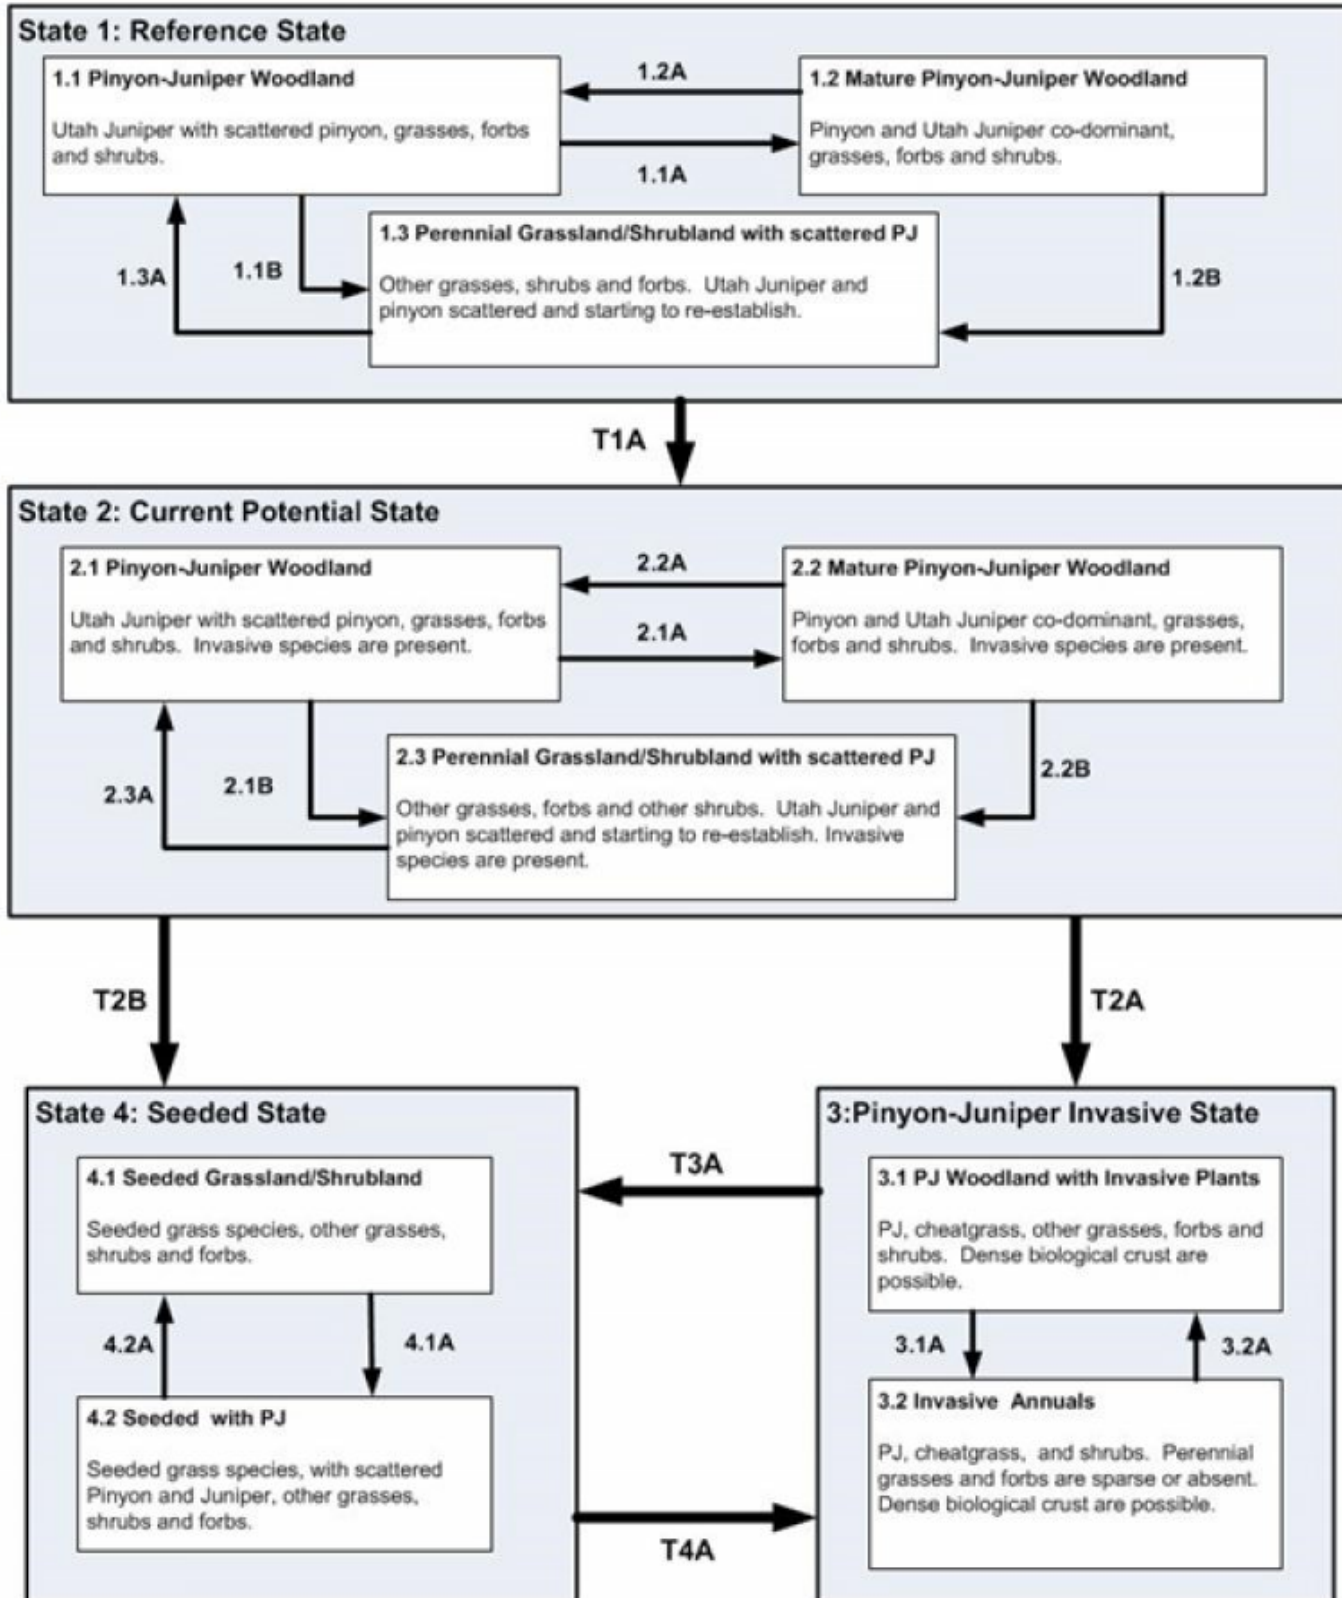 State 1: Reference State
1.1 Pinyon-Juniper Woodland
Utah Juniper with scattered pinyon, grasses, forbs
and shrubs.
1.2A
1.1A
1.2 Mature Pinyon-Juniper Woodland
Pinyon and Utah Juniper co-dominant,
grasses, forbs and shrubs.
1.3A
1.1B
1.3 Perennial Grassland/Shrubland with scattered PJ
Other grasses, shrubs and forbs. Utah Juniper and
pinyon scattered and starting to re-establish.
1.2B
T1A
State 2: Current Potential State
2.1 Pinyon-Juniper Woodland
Utah Juniper with scattered pinyon, grasses, forbs
and shrubs. Invasive species are present.
2.2A
2.1A
2.2 Mature Pinyon-Juniper Woodland
Pinyon and Utah Juniper co-dominant, grasses,
forbs and shrubs. Invasive species are present.
2.3A
2.1B
2.3 Perennial Grassland/Shrubland with scattered PJ
Other grasses, forbs and other shrubs. Utah Juniper and
pinyon scattered and starting to re-establish. Invasive
species are present.
2.2B
T2B
T2A
State 4: Seeded State
4.1 Seeded Grassland/Shrubland
Seeded grass species, other grasses,
shrubs and forbs.
4.2A
4.1A
4.2 Seeded with PJ
Seeded grass species, with scattered
Pinyon and Juniper, other grasses,
shrubs and forbs.
T3A
T4A
3:Pinyon-Juniper Invasive State
3.1 PJ Woodland with Invasive Plants
PJ, cheatgrass, other grasses, forbs and
shrubs. Dense biological crust are
possible.
3.1A
3.2A
3.2 Invasive Annuals
PJ, cheatgrass, and shrubs. Perennial
grasses and forbs are sparse or absent.
Dense biological crust are possible.